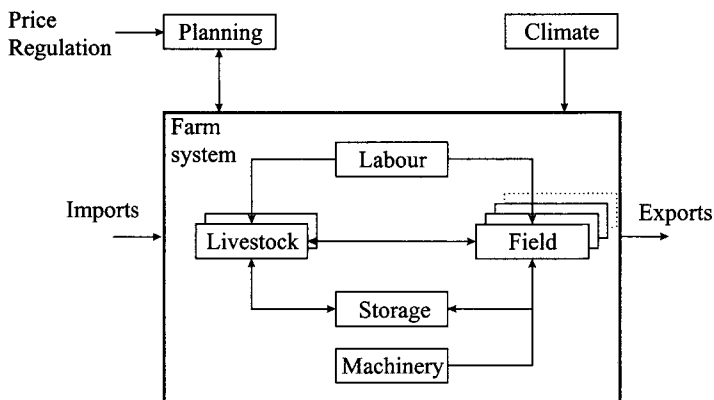 Price
Regulation
Planning
Climate
Farm
system
Labour
Imports
Exports
Livestock
Field
Storage
Machinery